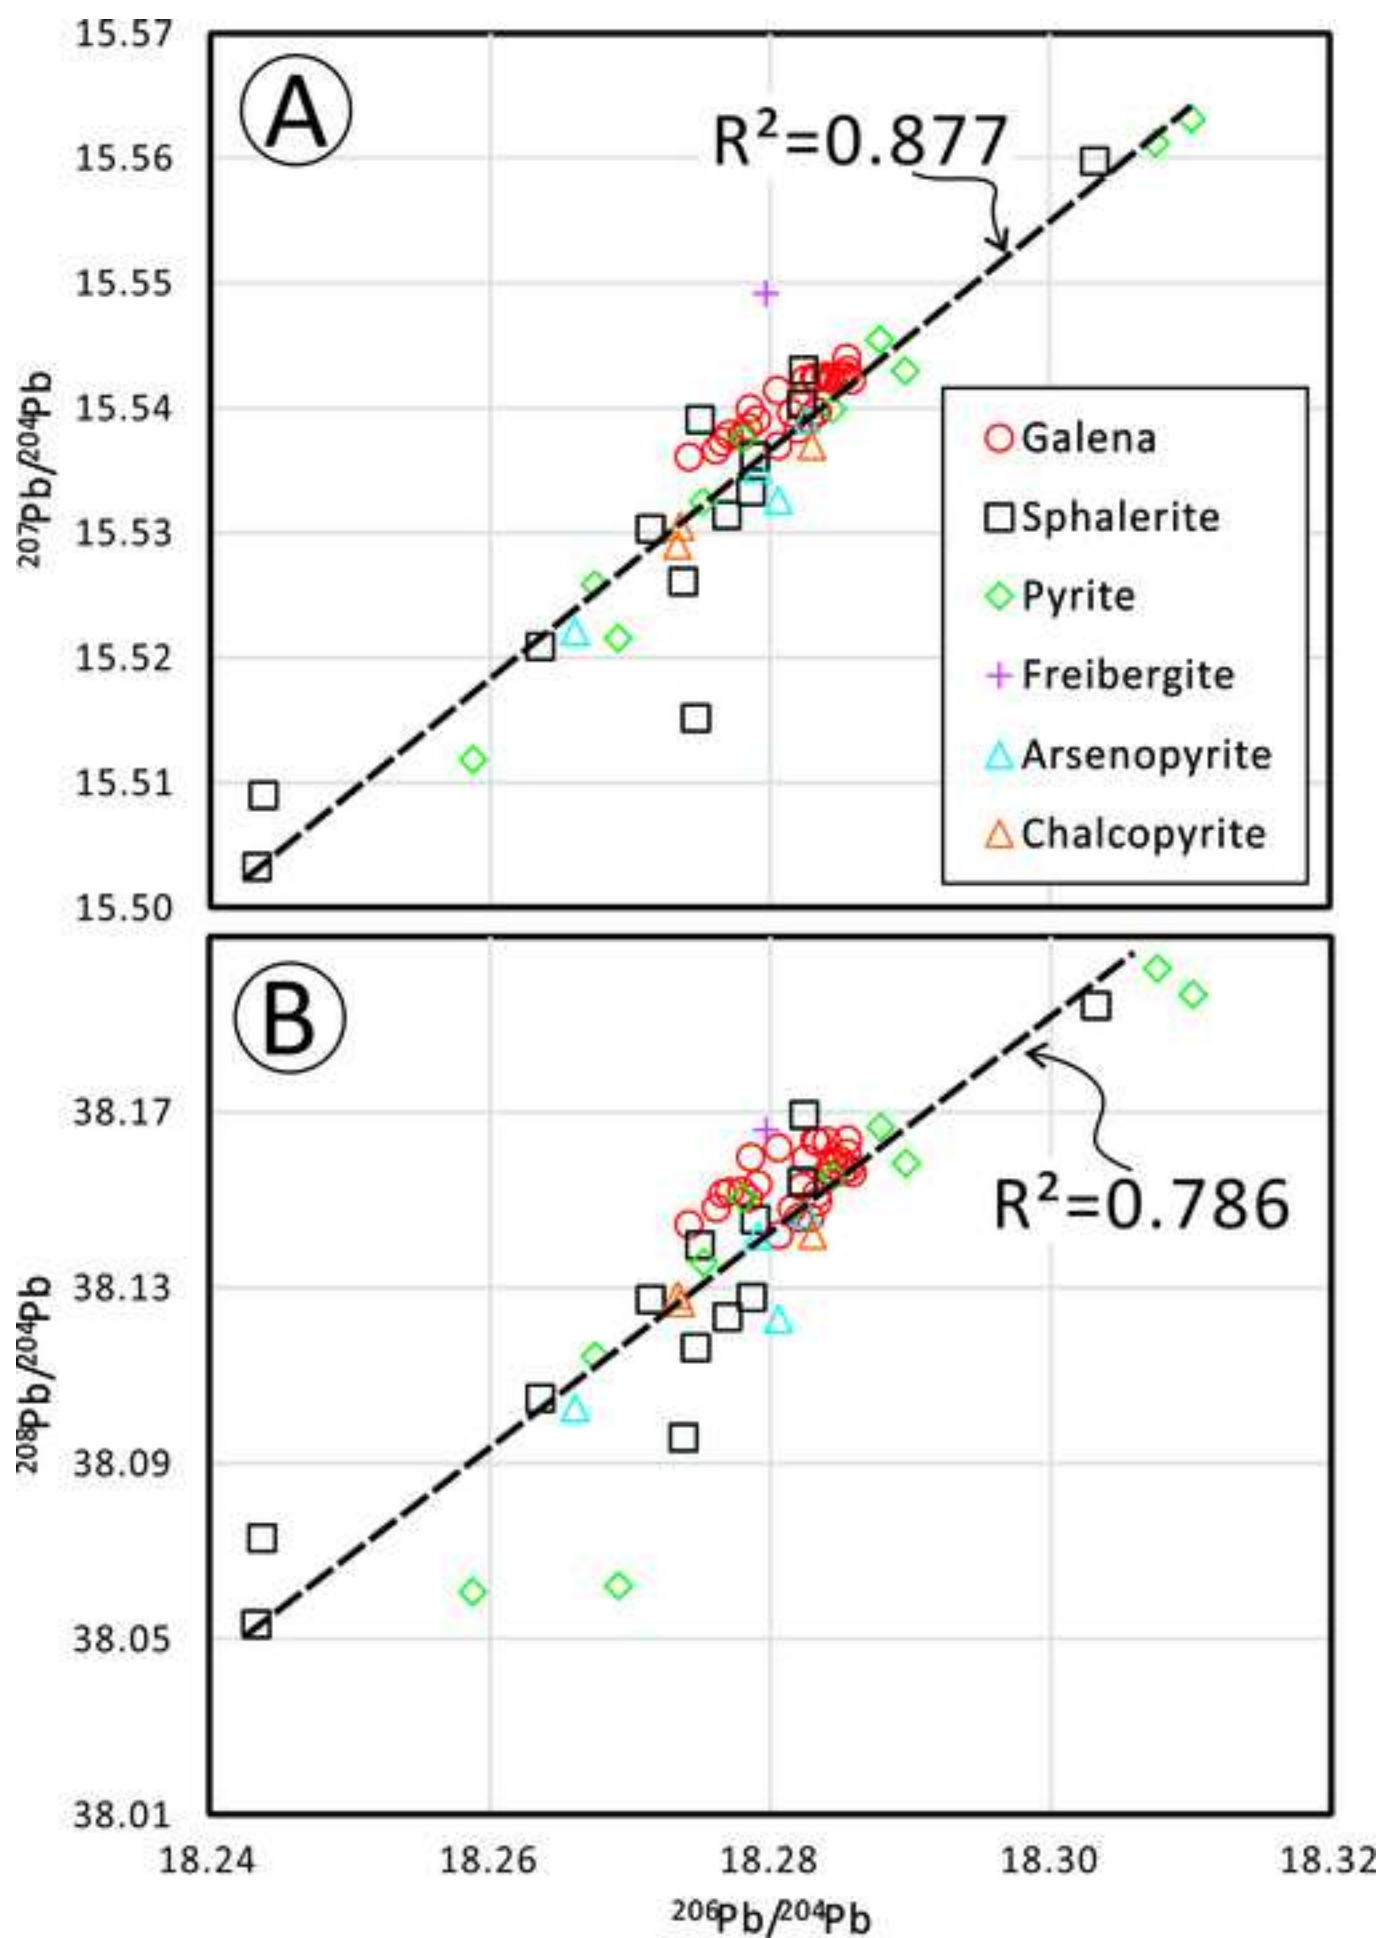 15.57
A
R²=0.877
15.56
15.55
15.54
15.53
15.52
15.51
15.50
²⁰⁷Pb/²⁰⁴Pb
Galena
Sphalerite
Pyrite
Freibergite
Arsenopyrite
Chalcopyrite
B
R²=0.786
38.17
38.13
38.09
38.05
38.01
²⁰⁸Pb/²⁰⁴Pb
18.24 18.26 18.28 18.30 18.32
²⁰⁶Pb/²⁰⁴Pb